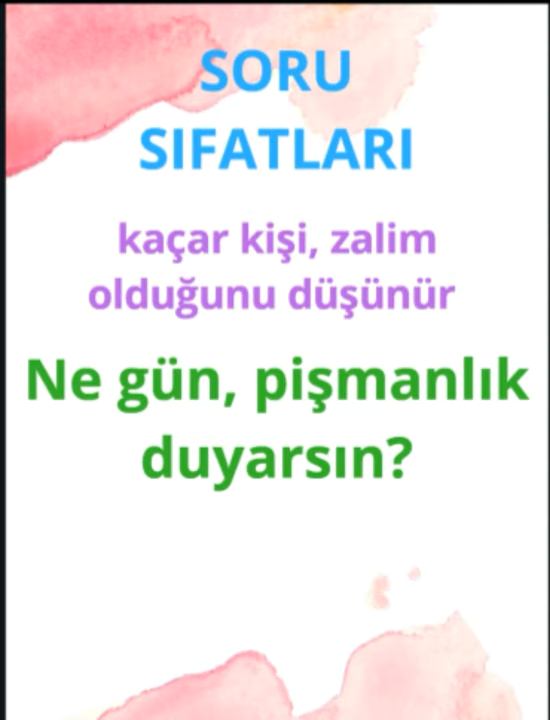 SORU
SIFATLARI
kaçar kişi, zalim
olduğunu düşünür
Ne gün, pişmanlık
duyarsın?